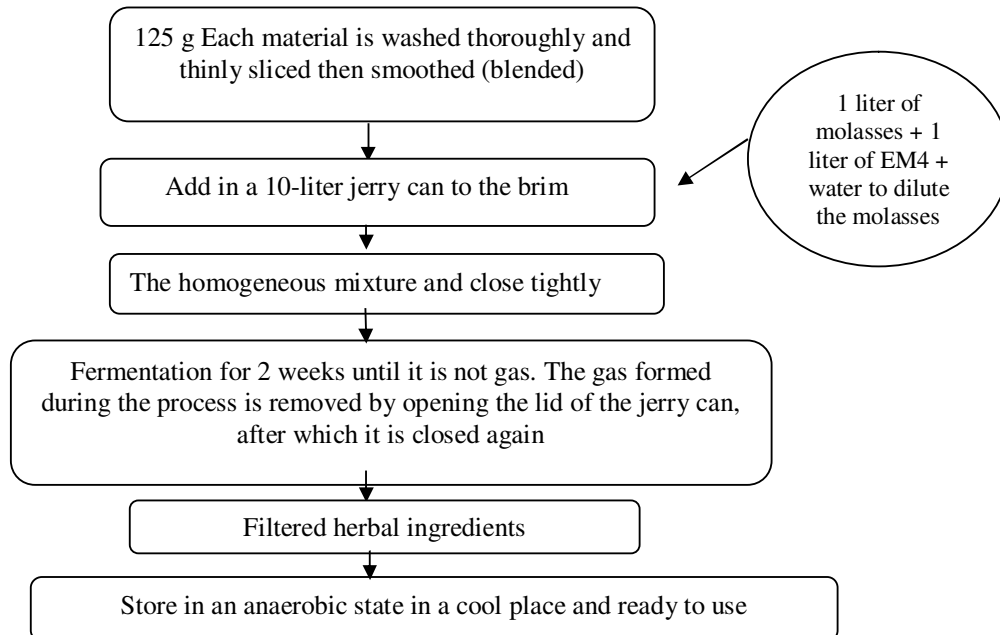 125 g Each material is washed thoroughly and
thinly sliced then smoothed (blended)
1 liter of
molasses + 1
liter of EM4 +
water to dilute
the molasses
Add in a 10-liter jerry can to the brim
The homogeneous mixture and close tightly
Fermentation for 2 weeks until it is not gas. The gas formed
during the process is removed by opening the lid of the jerry can,
after which it is closed again
Filtered herbal ingredients
Store in an anaerobic state in a cool place and ready to use